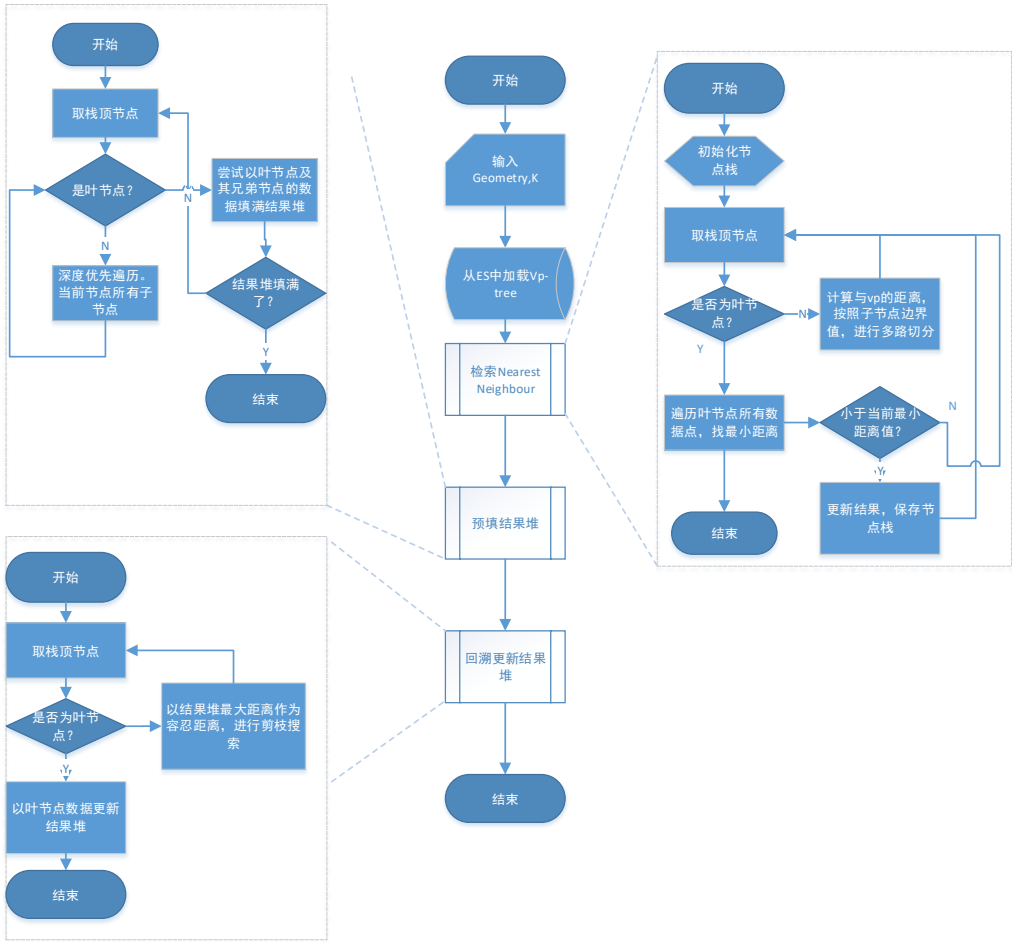 开始
取栈顶节点
是叶节点？
N
深度优先遍历。
当前节点所有子
节点
尝试以叶节点及
其兄弟节点的数
据填满结果堆
N
结果堆填满
了？
Y
结束
开始
输入
Geometry,K
从ES中加载Vp-
tree
检索Nearest
Neighbour
预填结果堆
回溯更新结果
堆
结束
开始
初始化节
点栈
取栈顶节点
是否为叶节
点？
N
Y
计算与vp的距离，
按照子节点边界
值，进行多路切分
遍历叶节点所有数
据点，找最小距离
小于当前最小
距离值？
N
Y
更新结果，保存节
点栈
结束
开始
取栈顶节点
是否为叶节
点？
以结果堆最大距离作为
容忍距离，进行剪枝搜
索
Y
以叶节点数据更新
结果堆
结束